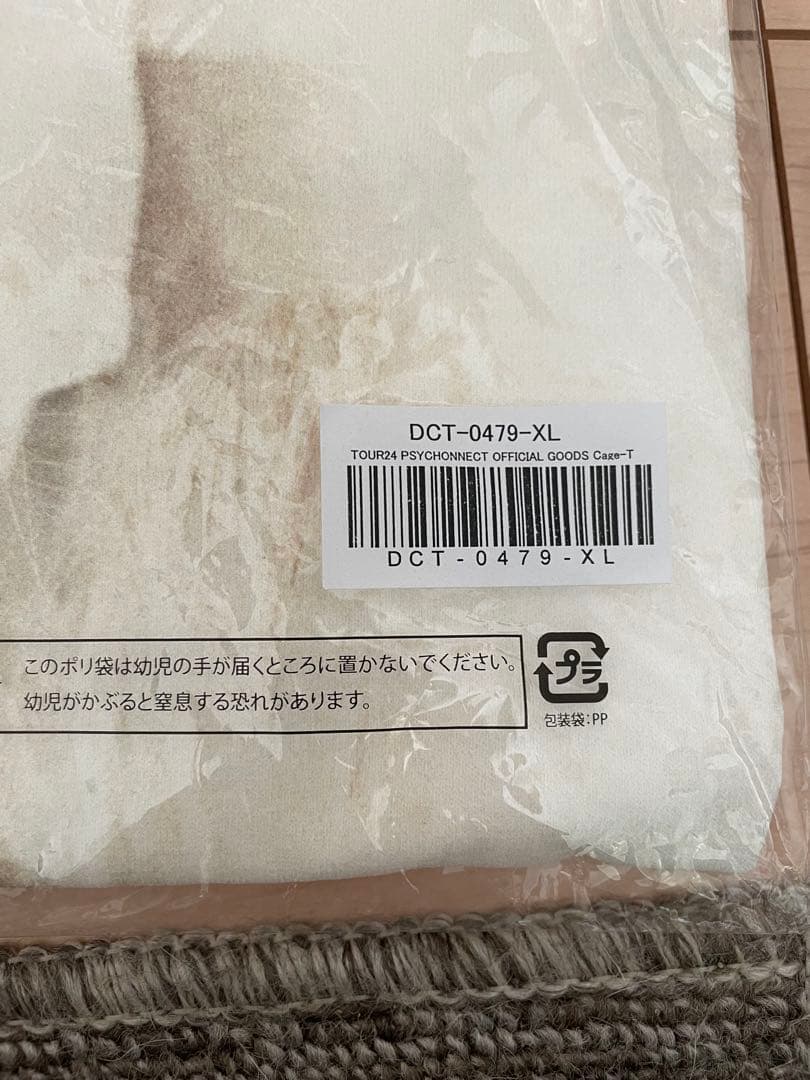 DCT-0479-XL
TOUR24 PSYCHONNECT OFFICIAL GOODS Cage-T
DCT-0479-XL
このポリ袋は幼児の手が届くところに置かないでください。
幼児がかぶると窒息する恐れがあります。
プラ
包装袋:PP